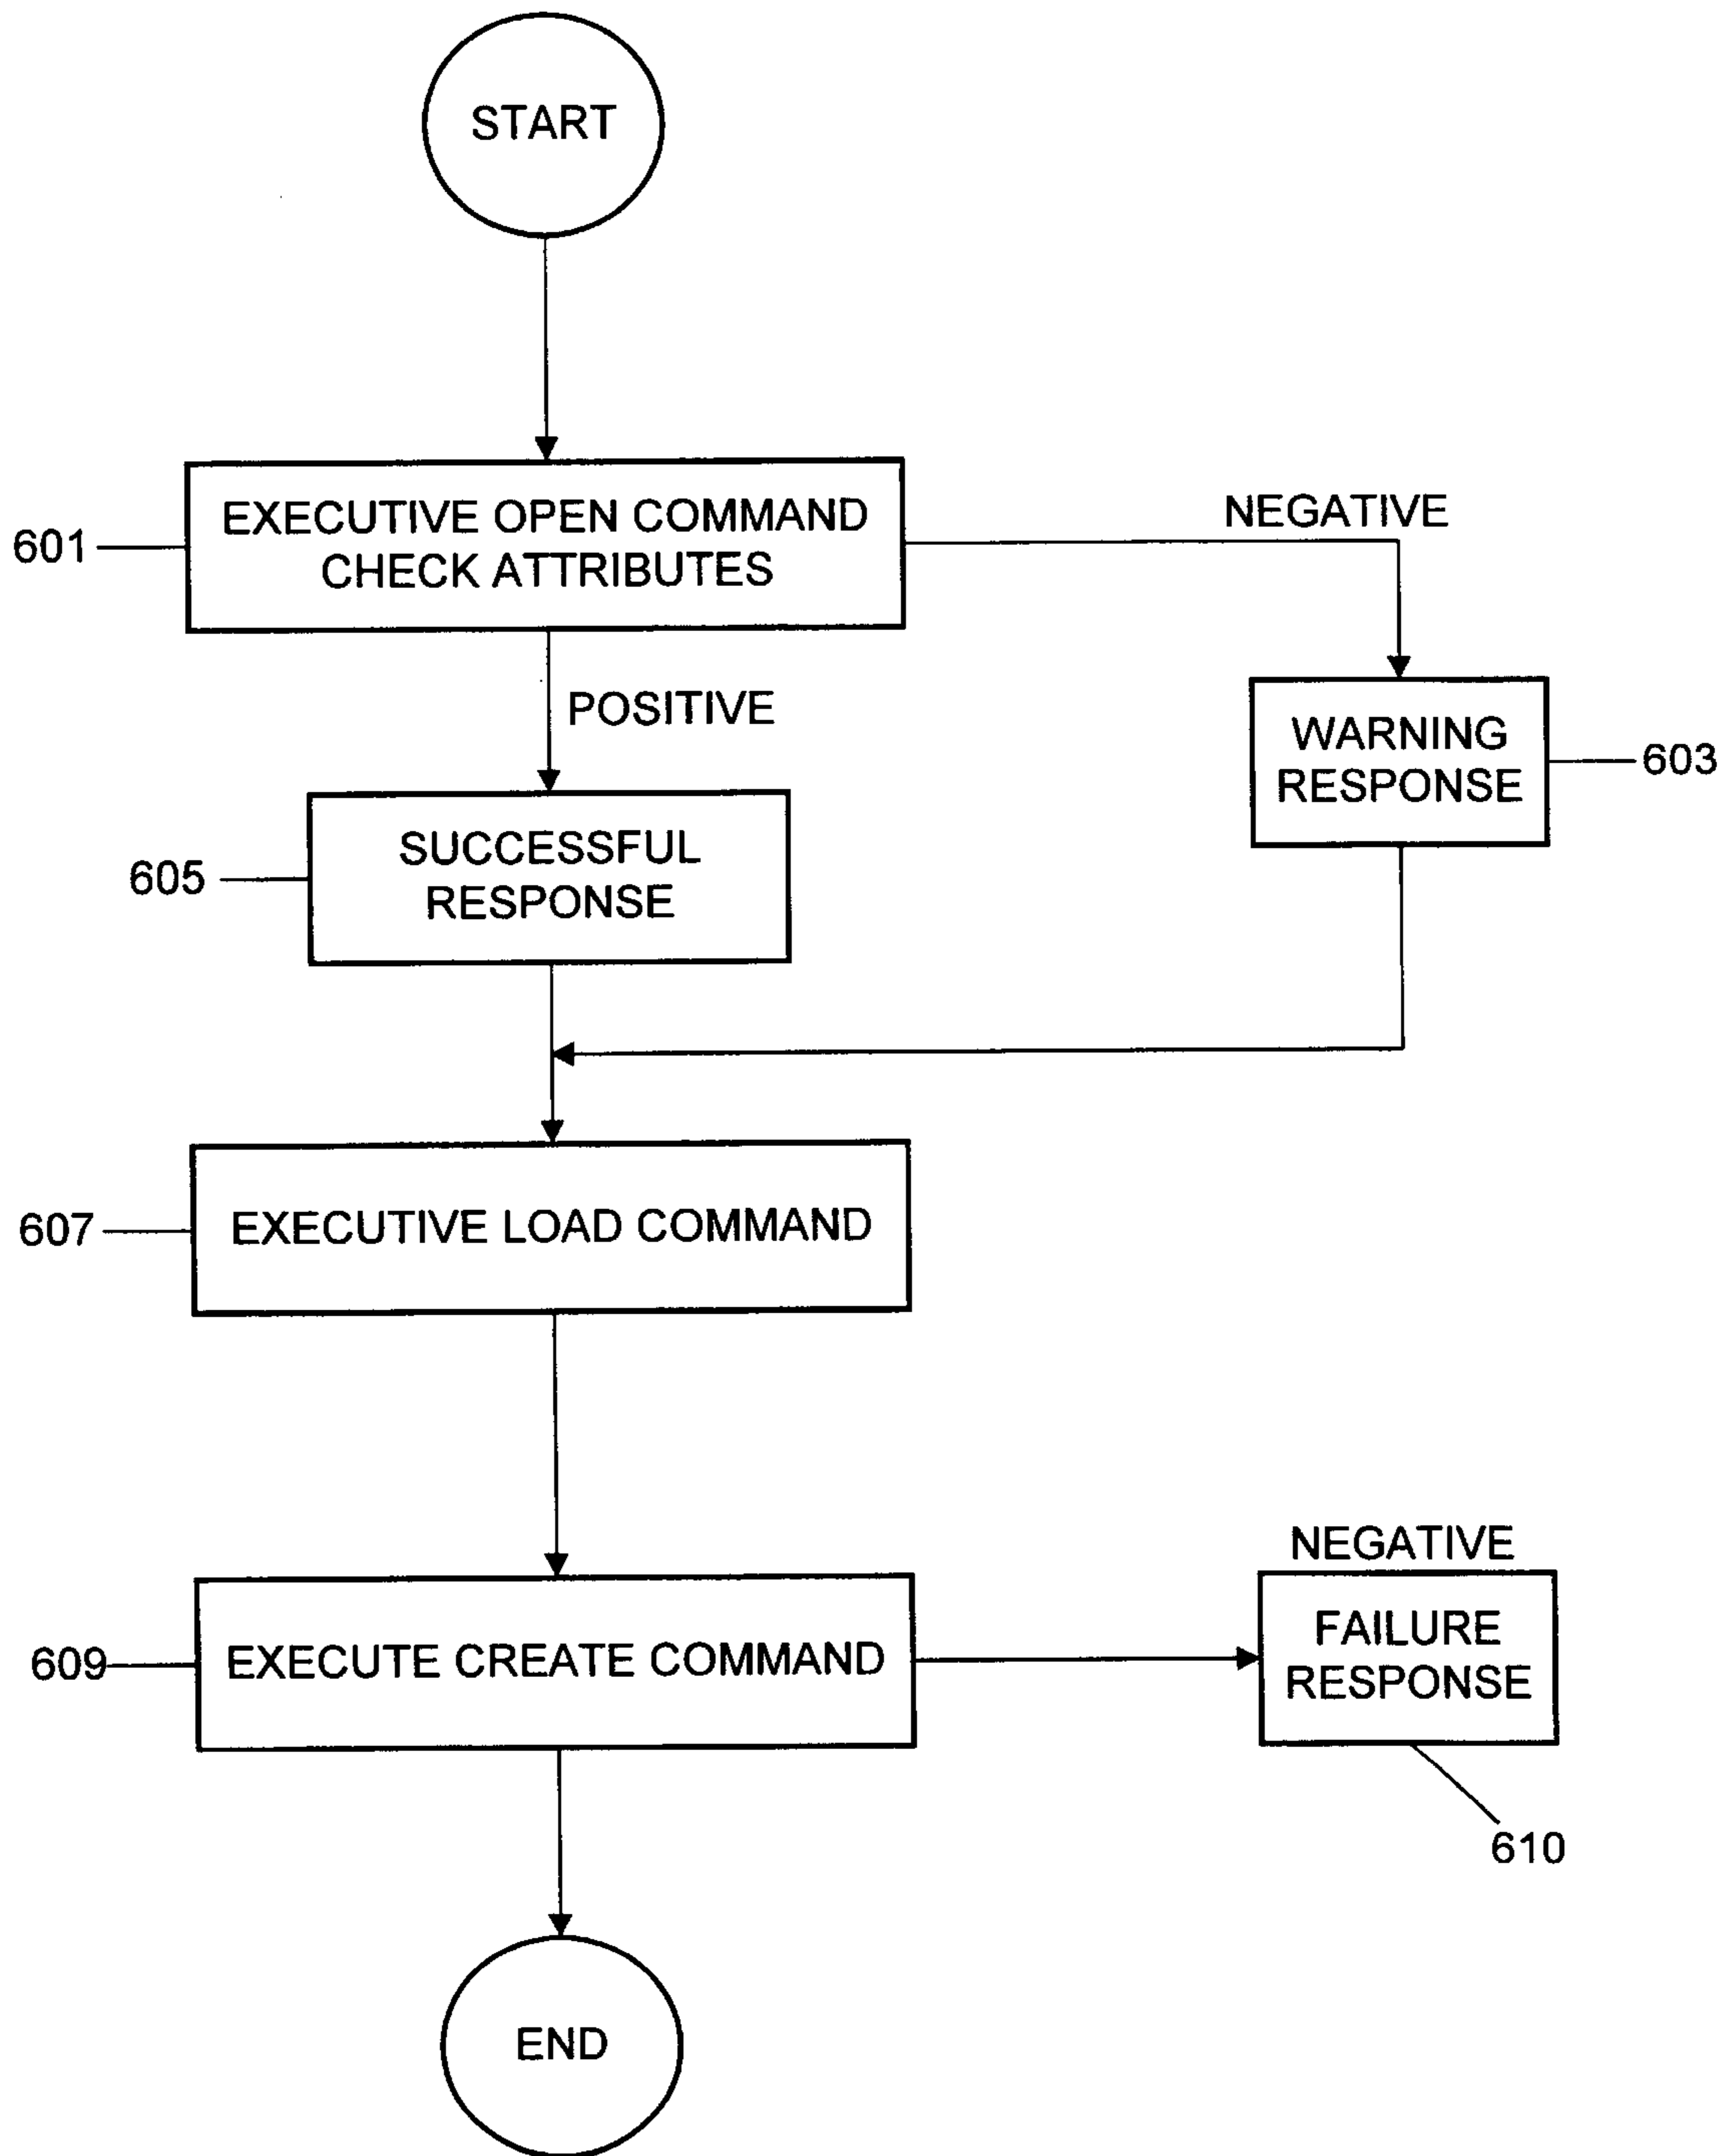 START
EXECUTIVE OPEN COMMAND
CHECK ATTRIBUTES
601
NEGATIVE
POSITIVE
WARNING
RESPONSE
603
SUCCESSFUL
RESPONSE
605
EXECUTIVE LOAD COMMAND
607
NEGATIVE
EXECUTE CREATE COMMAND
609
FAILURE
RESPONSE
610
END